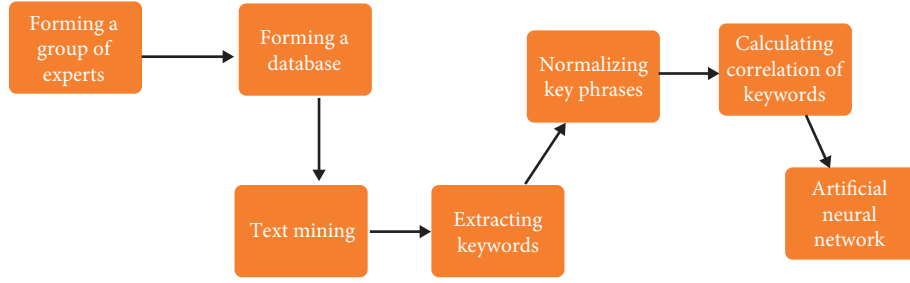 Forming a
group of
experts
Forming a
database
Text mining
Extracting
keywords
Normalizing
key phrases
Calculating
correlation of
keywords
Artificial
neural
network